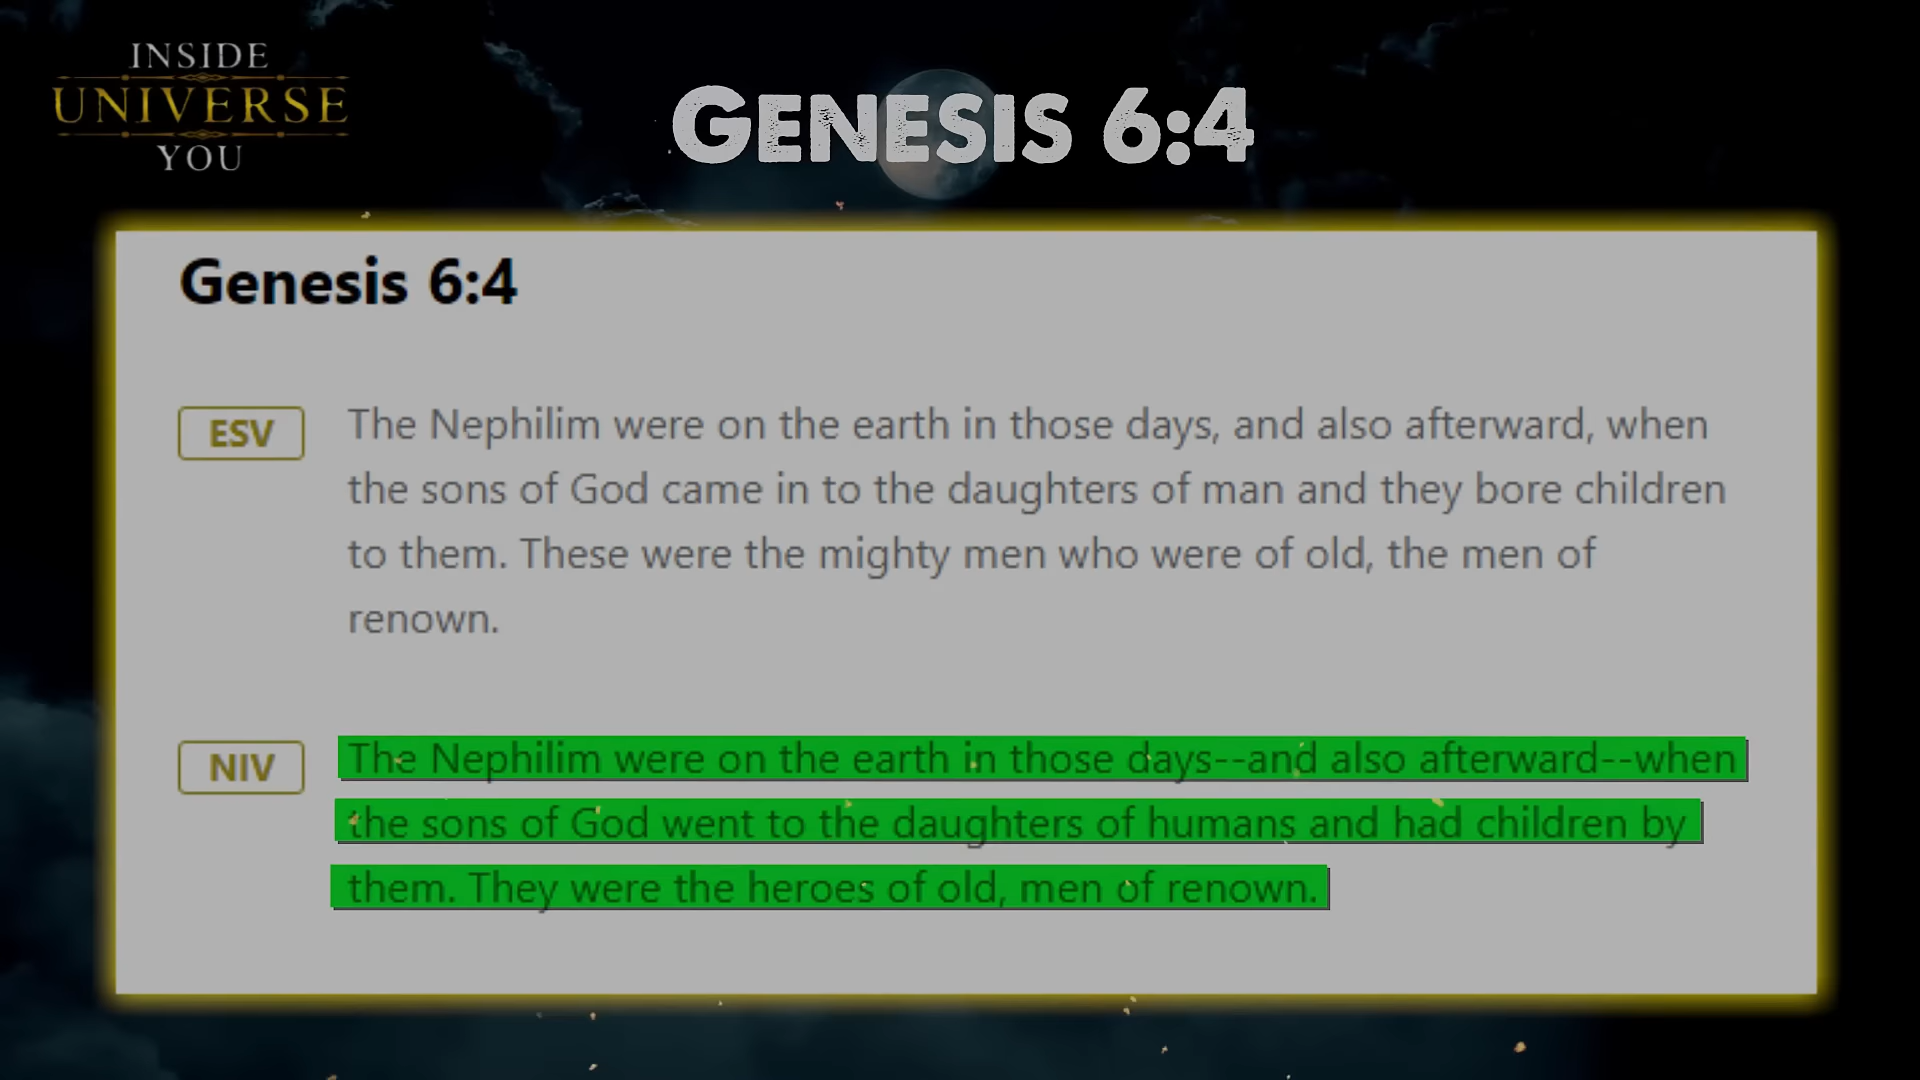 INSIDE
UNIVERSE
YOU
GENESIS 6:4
Genesis 6:4
ESV
The Nephilim were on the earth in those days, and also afterward, when
the sons of God came in to the daughters of man and they bore children
to them. These were the mighty men who were of old, the men of
renown.
NIV
The Nephilim were on the earth in those days--and also afterward--when
the sons of God went to the daughters of humans and had children by
them. They were the heroes of old, men of renown.